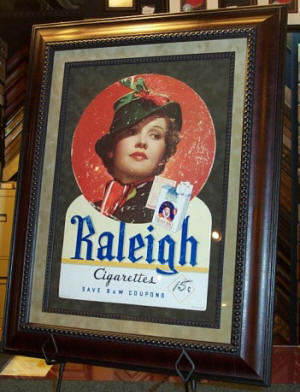 Raleigh
Cigarettes
15¢
SAVE B & W COUPONS